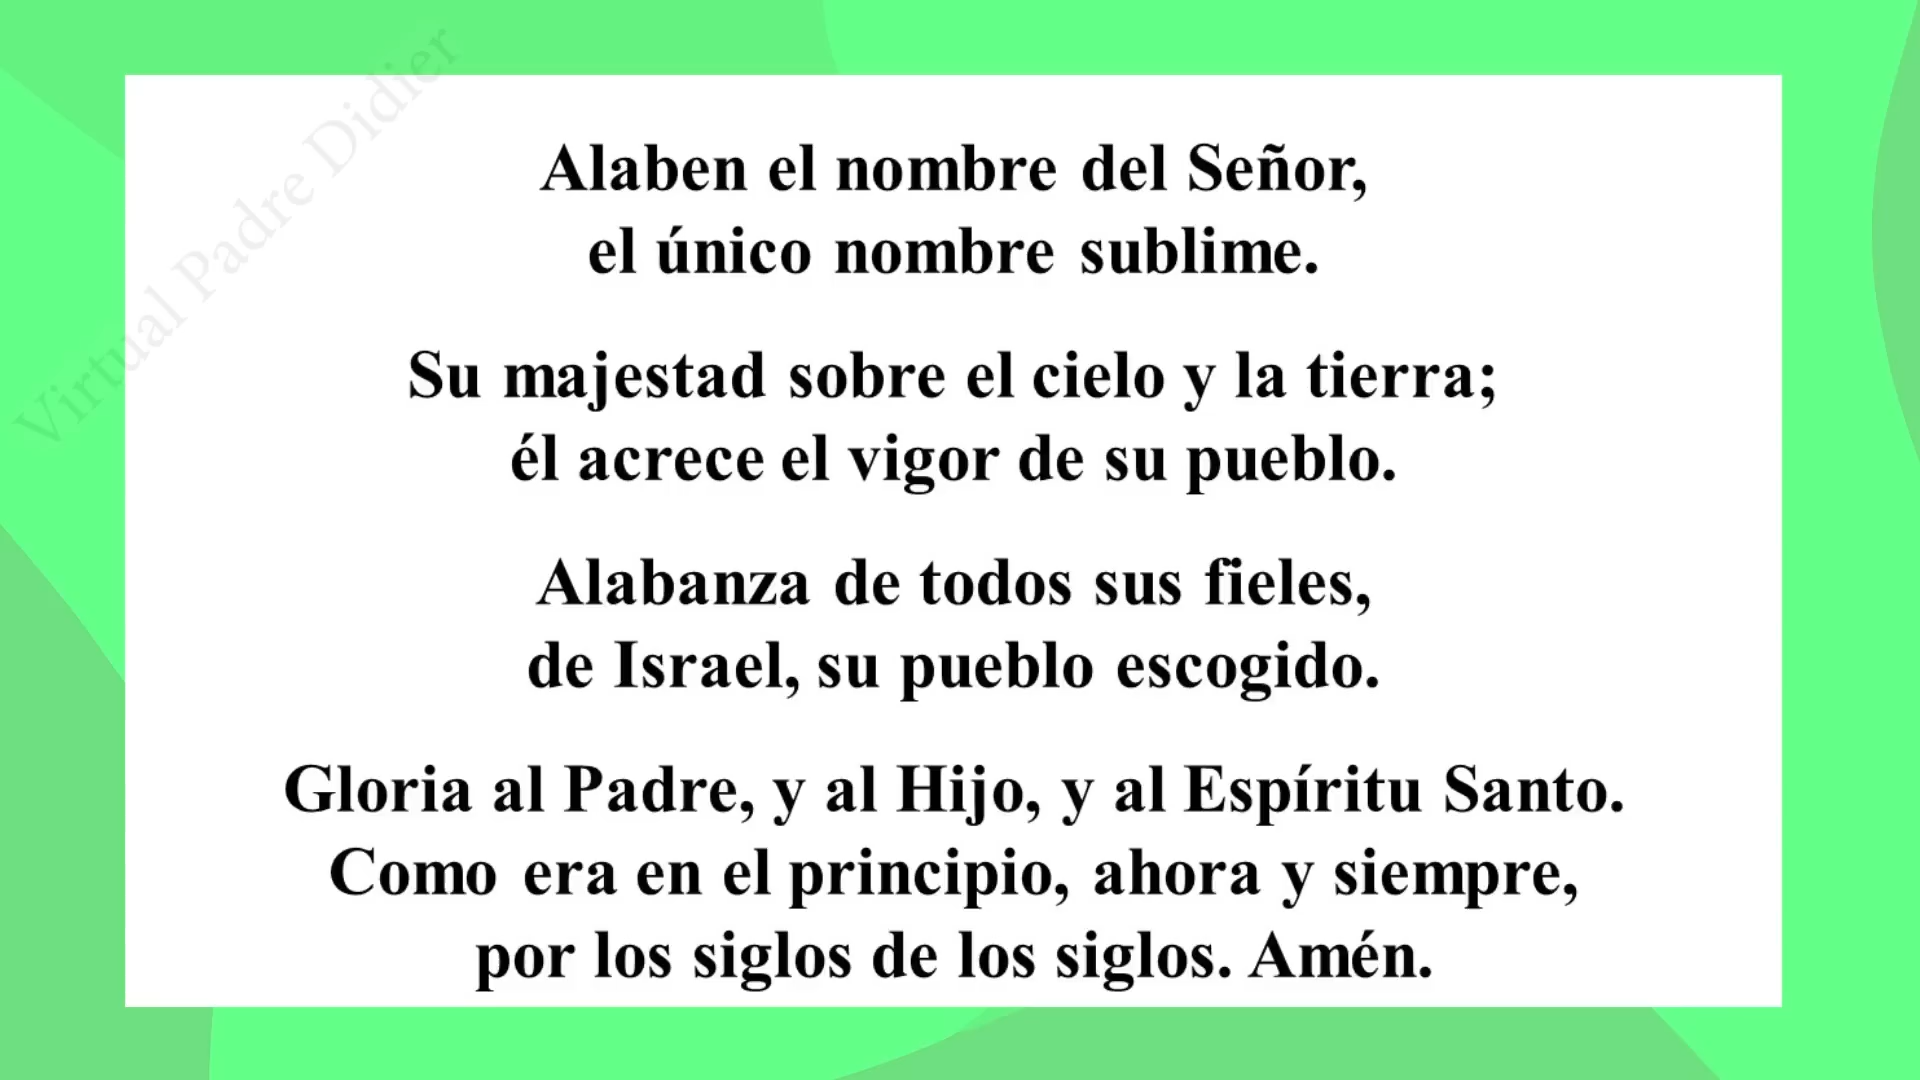 Virtual Padre Didier
Alaben el nombre del Señor,
el único nombre sublime.
Su majestad sobre el cielo y la tierra;
él acrece el vigor de su pueblo.
Alabanza de todos sus fieles,
de Israel, su pueblo escogido.
Gloria al Padre, y al Hijo, y al Espíritu Santo.
Como era en el principio, ahora y siempre,
por los siglos de los siglos. Amén.